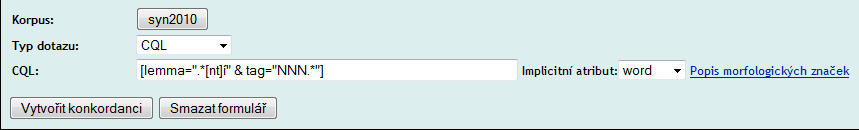 Korpus: syn2010
Typ dotazu: CQL
CQL: [lemma=".*[nt]í" & tag="NNN.*"] Implicitní atribut: word Popis morfologických značek
Vytvořit konkordanci Smazat formulář